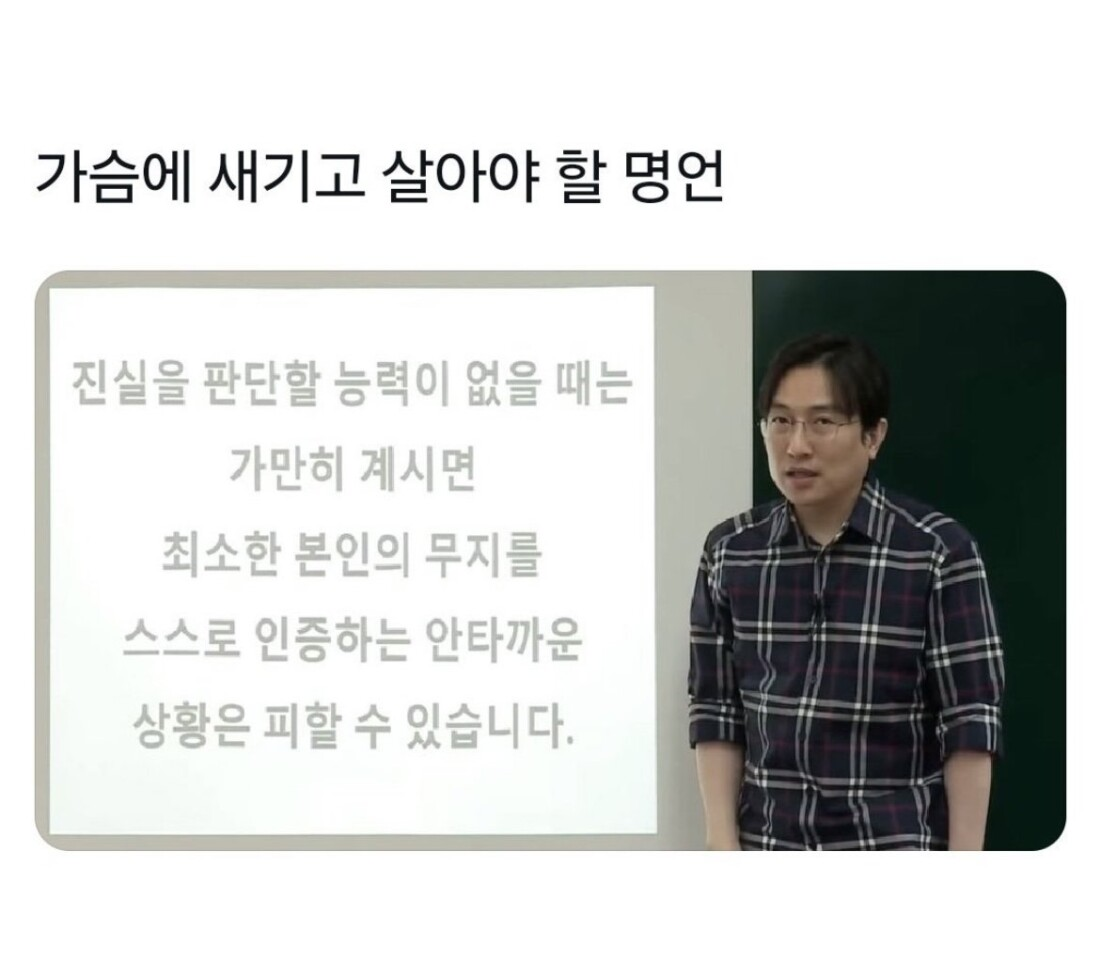 가슴에 새기고 살아야 할 명언
진실을 판단할 능력이 없을 때는
가만히 계시면
최소한 본인의 무지를
스스로 인증하는 안타까운
상황은 피할 수 있습니다.